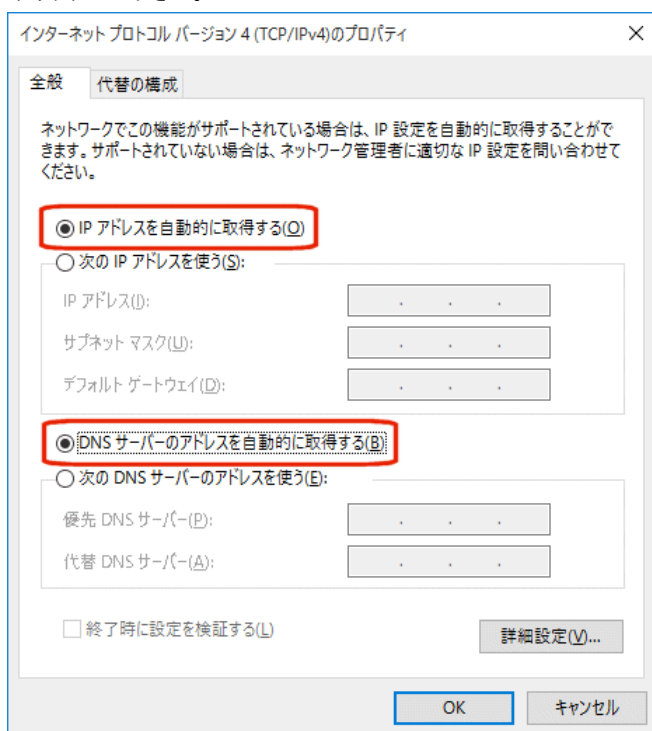 インターネット プロトコル バージョン 4 (TCP/IPv4)のプロパティ
全般
代替の構成
ネットワークでこの機能がサポートされている場合は、IP 設定を自動的に取得することがで
きます。サポートされていない場合は、ネットワーク管理者に適切な IP 設定を問い合わせて
ください。
IP アドレスを自動的に取得する(O)
次の IP アドレスを使う(S):
IP アドレス(I):
サブネット マスク(U):
デフォルト ゲートウェイ(D):
DNS サーバーのアドレスを自動的に取得する(B)
次の DNS サーバーのアドレスを使う(E):
優先 DNS サーバー(P):
代替 DNS サーバー(A):
終了時に設定を検証する(L)
詳細設定(V)...
OK
キャンセル